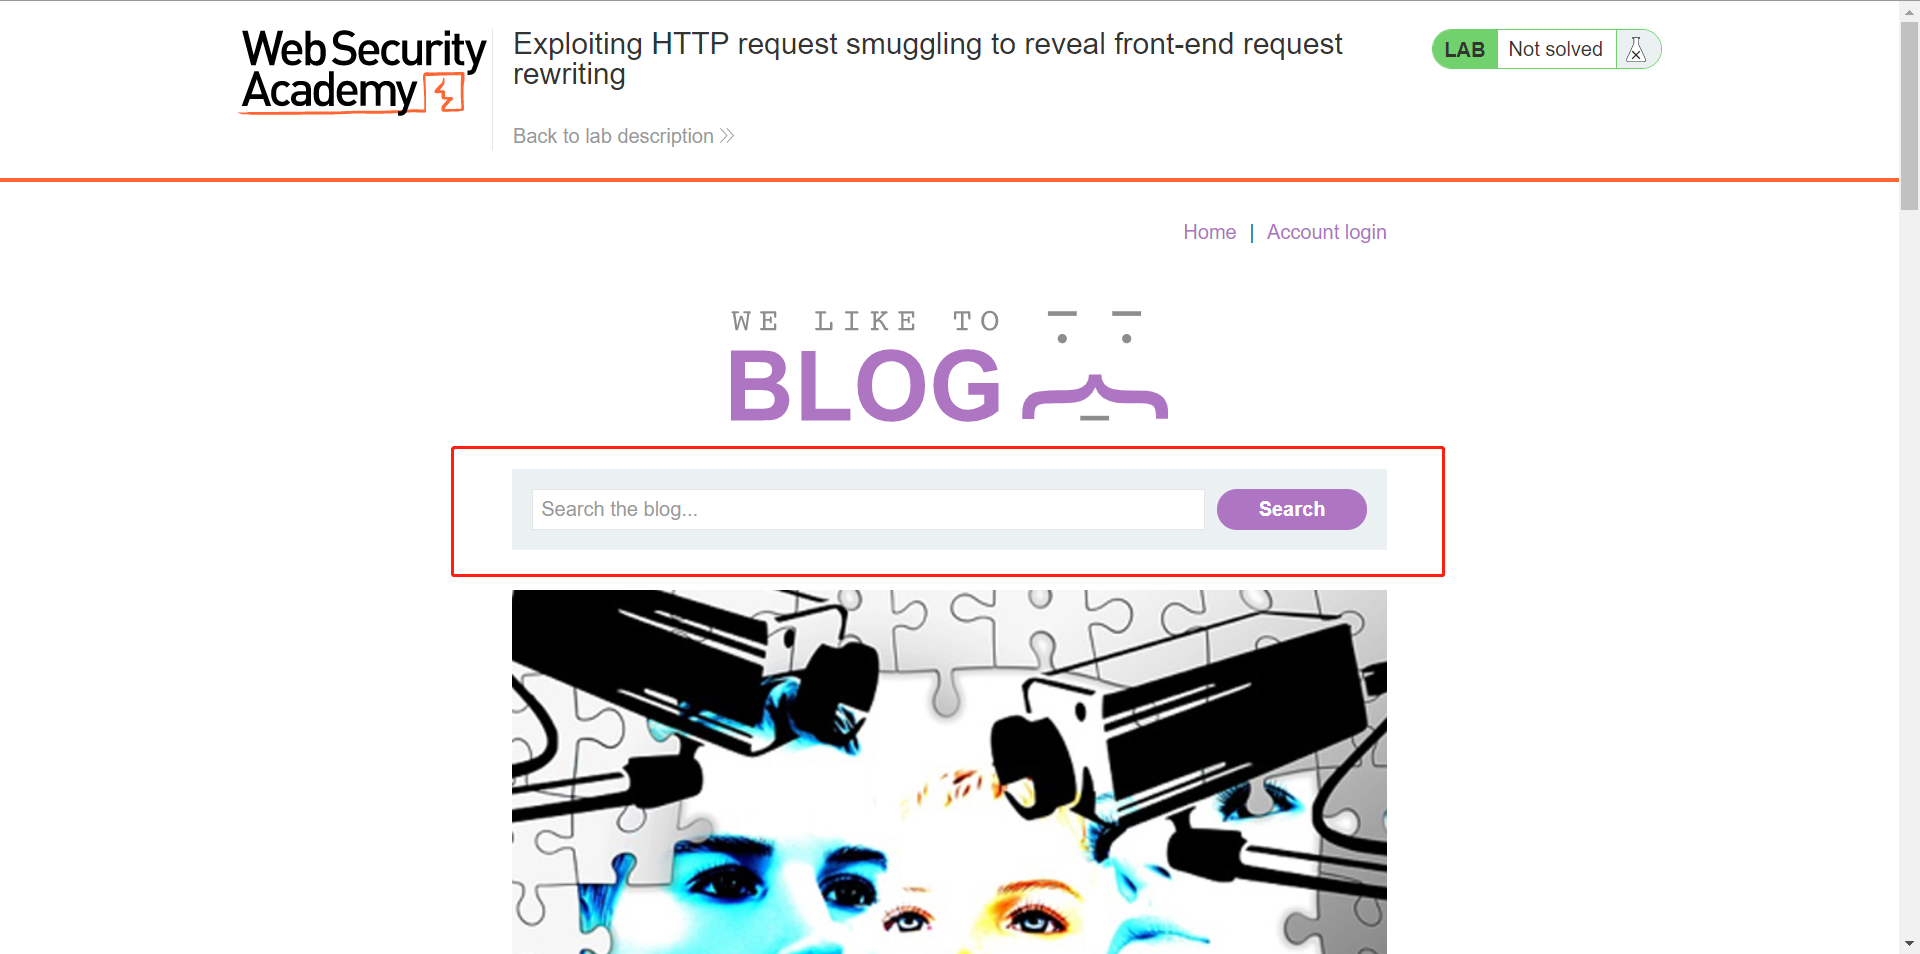 Web Security
Academy
Exploiting HTTP request smuggling to reveal front-end request
rewriting
LAB Not solved
Back to lab description
Home | Account login
WE LIKE TO
BLOG
Search the blog...
Search